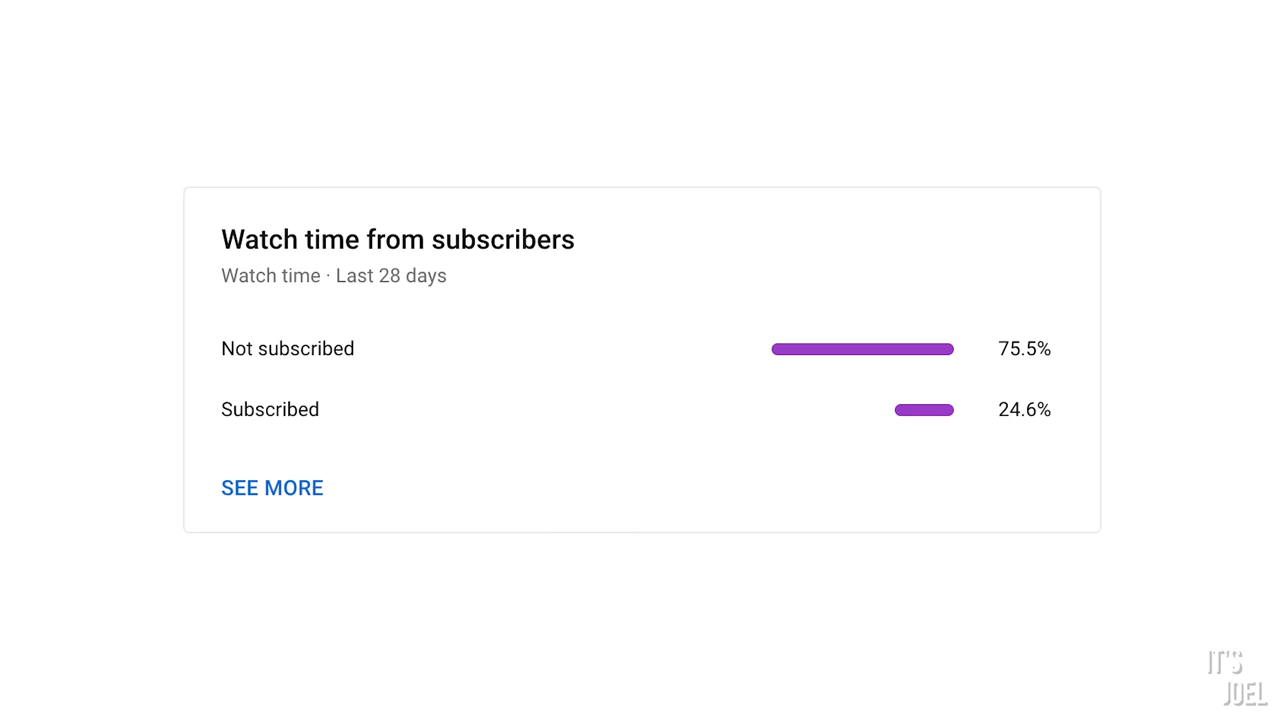 Watch time from subscribers
Watch time · Last 28 days
Not subscribed 75.5%
Subscribed 24.6%
SEE MORE
IT'S
JOEL